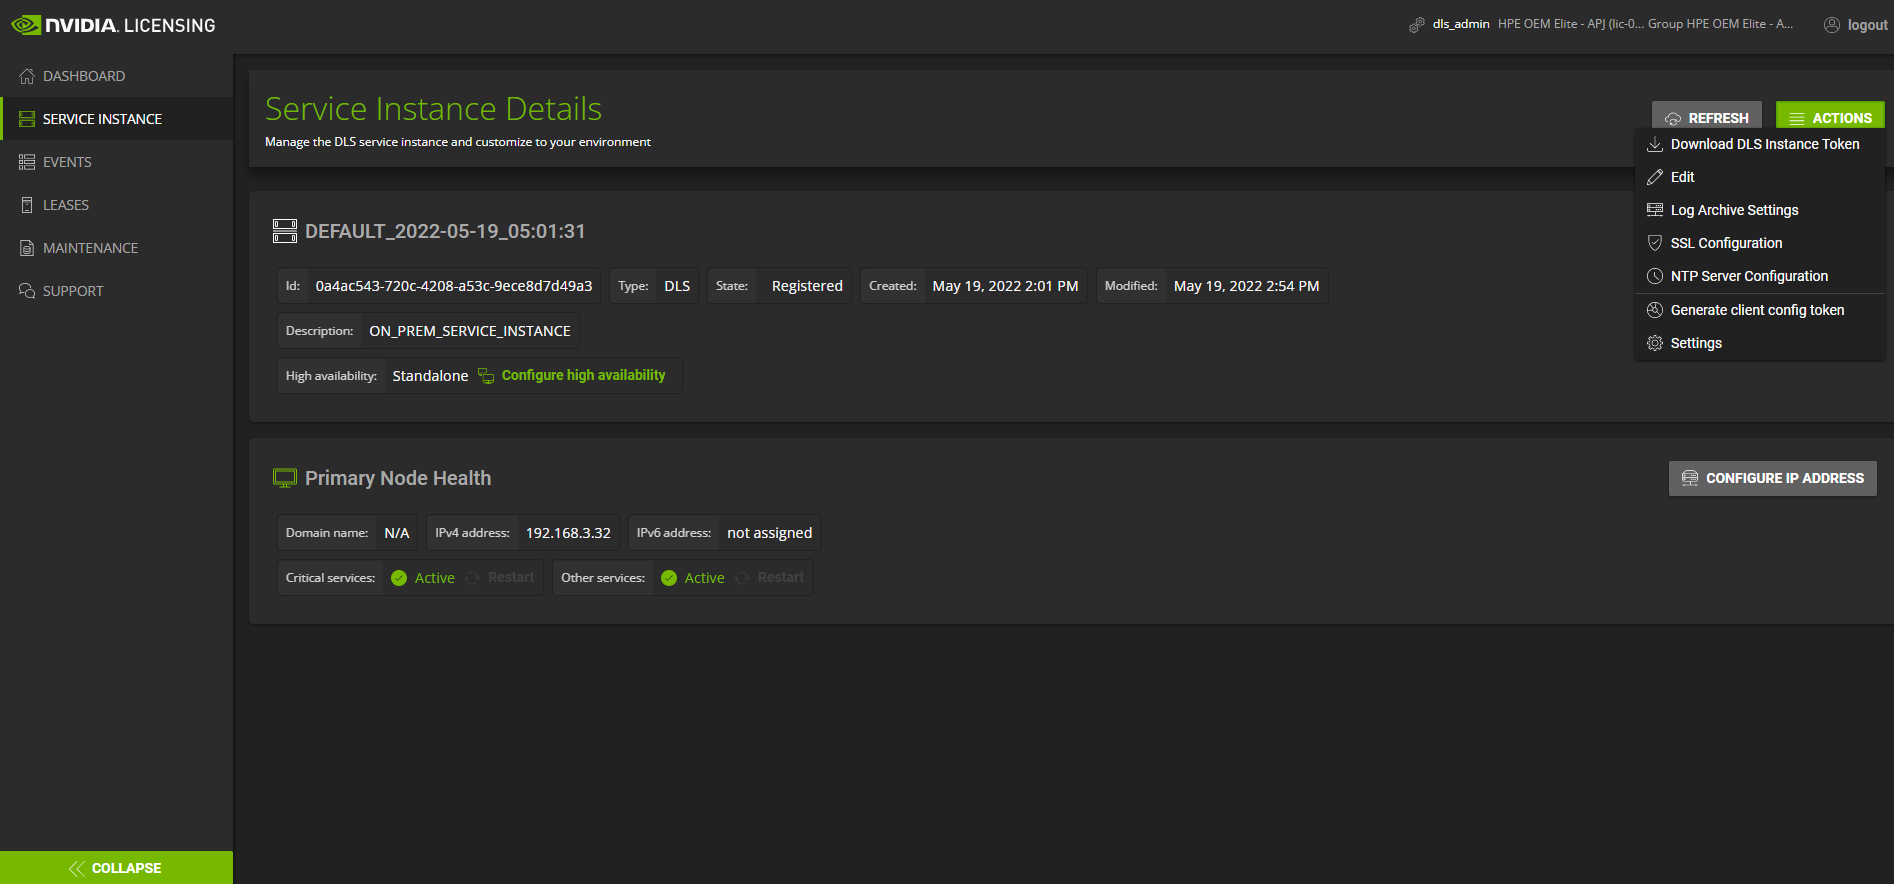 NVIDIA. LICENSING
dls_admin HPE OEM Elite - APJ (lic-0... Group HPE OEM Elite - A... logout
DASHBOARD
SERVICE INSTANCE
EVENTS
LEASES
MAINTENANCE
SUPPORT
COLLAPSE
Service Instance Details
Manage the DLS service instance and customize to your environment
REFRESH ACTIONS
Download DLS Instance Token
Edit
Log Archive Settings
SSL Configuration
NTP Server Configuration
Generate client config token
Settings
DEFAULT_2022-05-19_05:01:31
Id: 0a4ac543-720c-4208-a53c-9ece8d7d49a3 Type: DLS State: Registered Created: May 19, 2022 2:01 PM Modified: May 19, 2022 2:54 PM
Description: ON_PREM_SERVICE_INSTANCE
High availability: Standalone Configure high availability
Primary Node Health
CONFIGURE IP ADDRESS
Domain name: N/A IPv4 address: 192.168.3.32 IPv6 address: not assigned
Critical services: Active Restart Other services: Active Restart